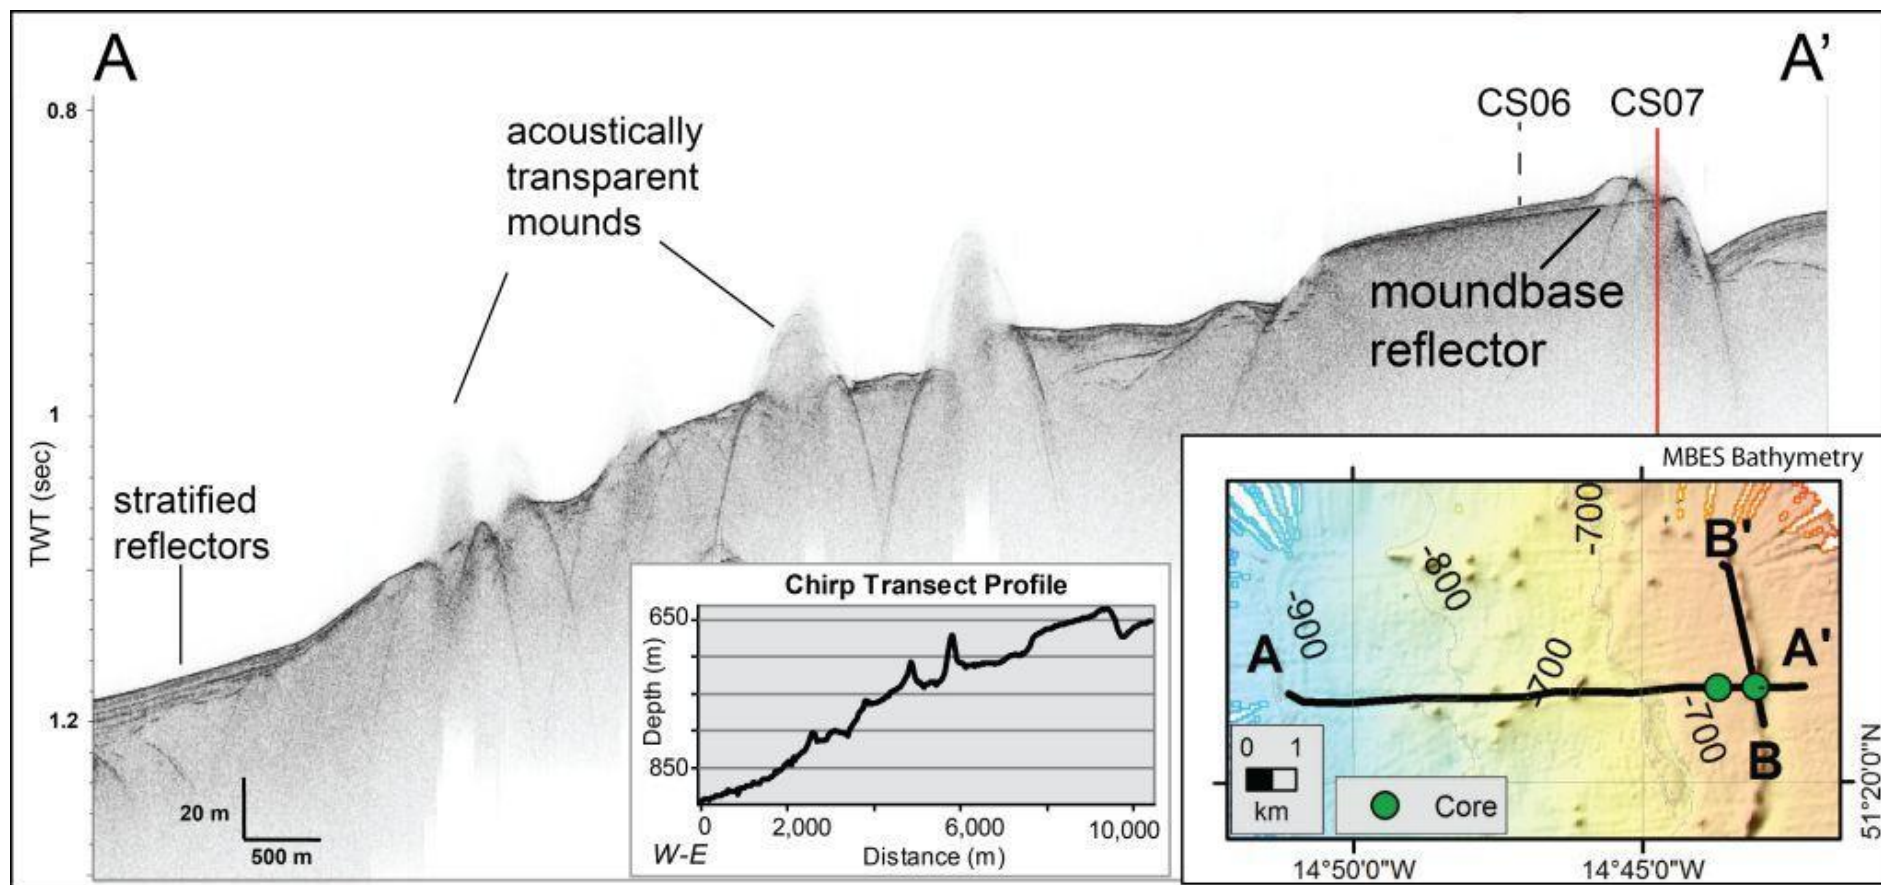 A
A’
0.8
acoustically
transparent
mounds
CS06
CS07
moundbase
reflector
1
TWT (sec)
stratified
reflectors
1.2
20 m
500 m
Chirp Transect Profile
650
Depth (m)
850
0
2,000
6,000
10,000
W-E
Distance (m)
MBES Bathymetry
-900
-800
-700
B'
A
-700
A'
-700
B
0 1
km
Core
51°20'0"N
14°50'0"W
14°45'0"W